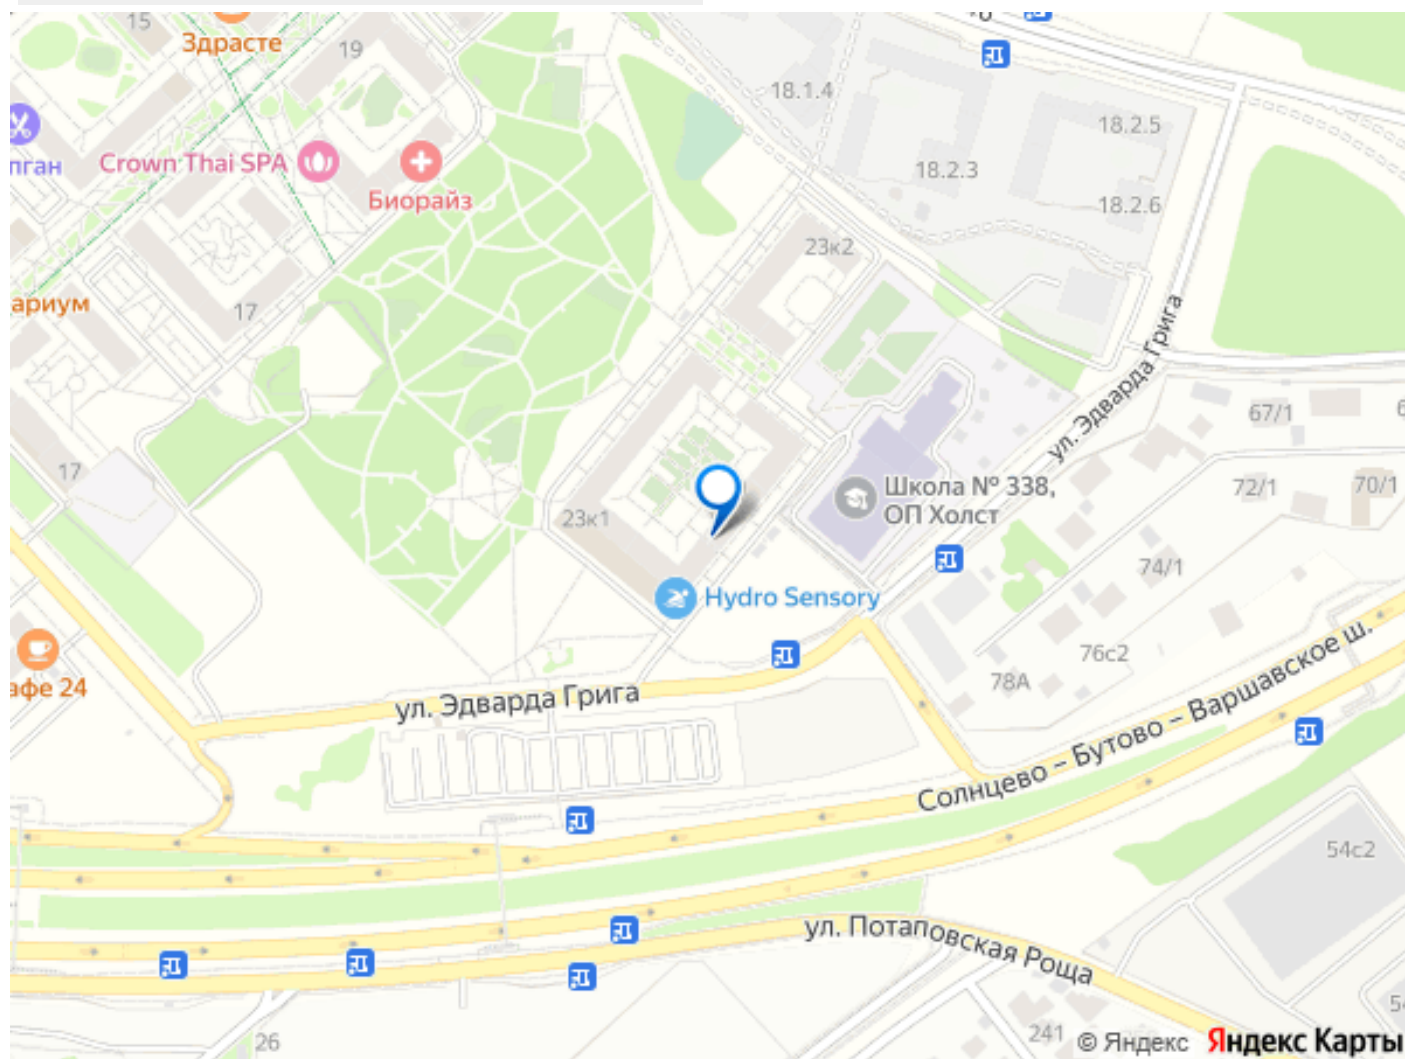 15
Здрасте
19
18.1.4
18.2.5
лган
Crown Thai SPA
18.2.3
Биорайз
18.2.6
23к2
ариум
17
ул. Эдварда Грига
67/1
6
17
Школа № 338,
ОП Холст
72/1
70/1
23к1
74/1
Hydro Sensory
76с2
78А
афе 24
ул. Эдварда Грига
Солнцево – Бутово – Варшавское ш.
54с2
ул. Потаповская Роща
26
241
54
© Яндекс
Яндекс Карты